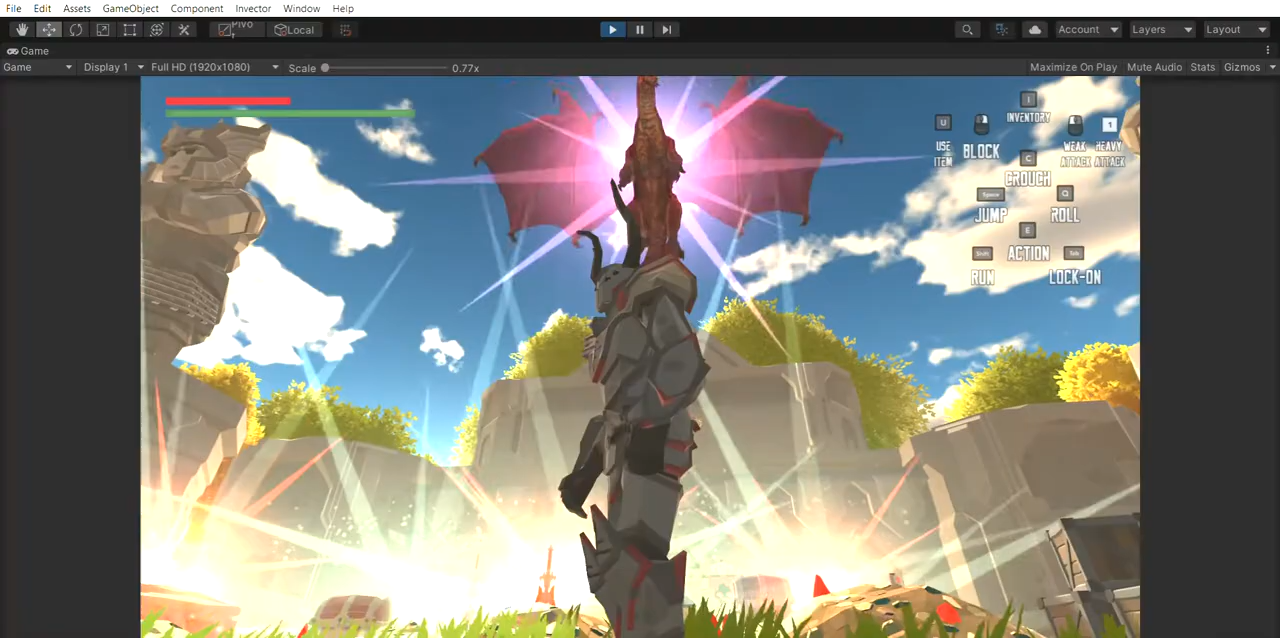 File Edit Assets GameObject Component Invector Window Help
Pivot Local Account Layers Layout
Game
Game Display 1 Full HD (1920x1080) Scale 0.77x Maximize On Play Mute Audio Stats Gizmos
I
INVENTORY
U
USE
ITEM
BLOCK
WEAK
ATTACK
1
HEAVY
ATTACK
C
CROUCH
Space
JUMP
Q
ROLL
E
ACTION
Shift
RUN
Tab
LOCK-ON